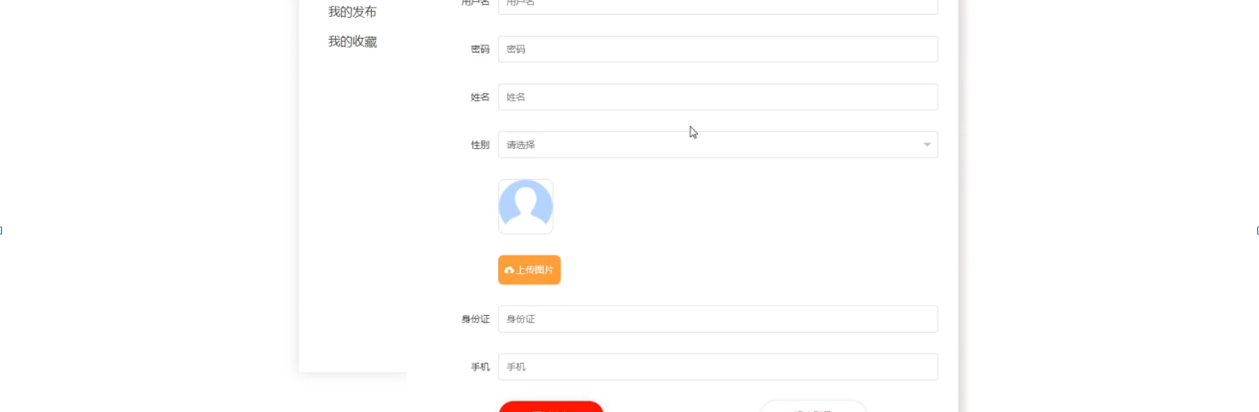 我的发布
我的收藏
用户名 用户名
密码 密码
姓名 姓名
性别 请选择
上传图片
身份证 身份证
手机 手机